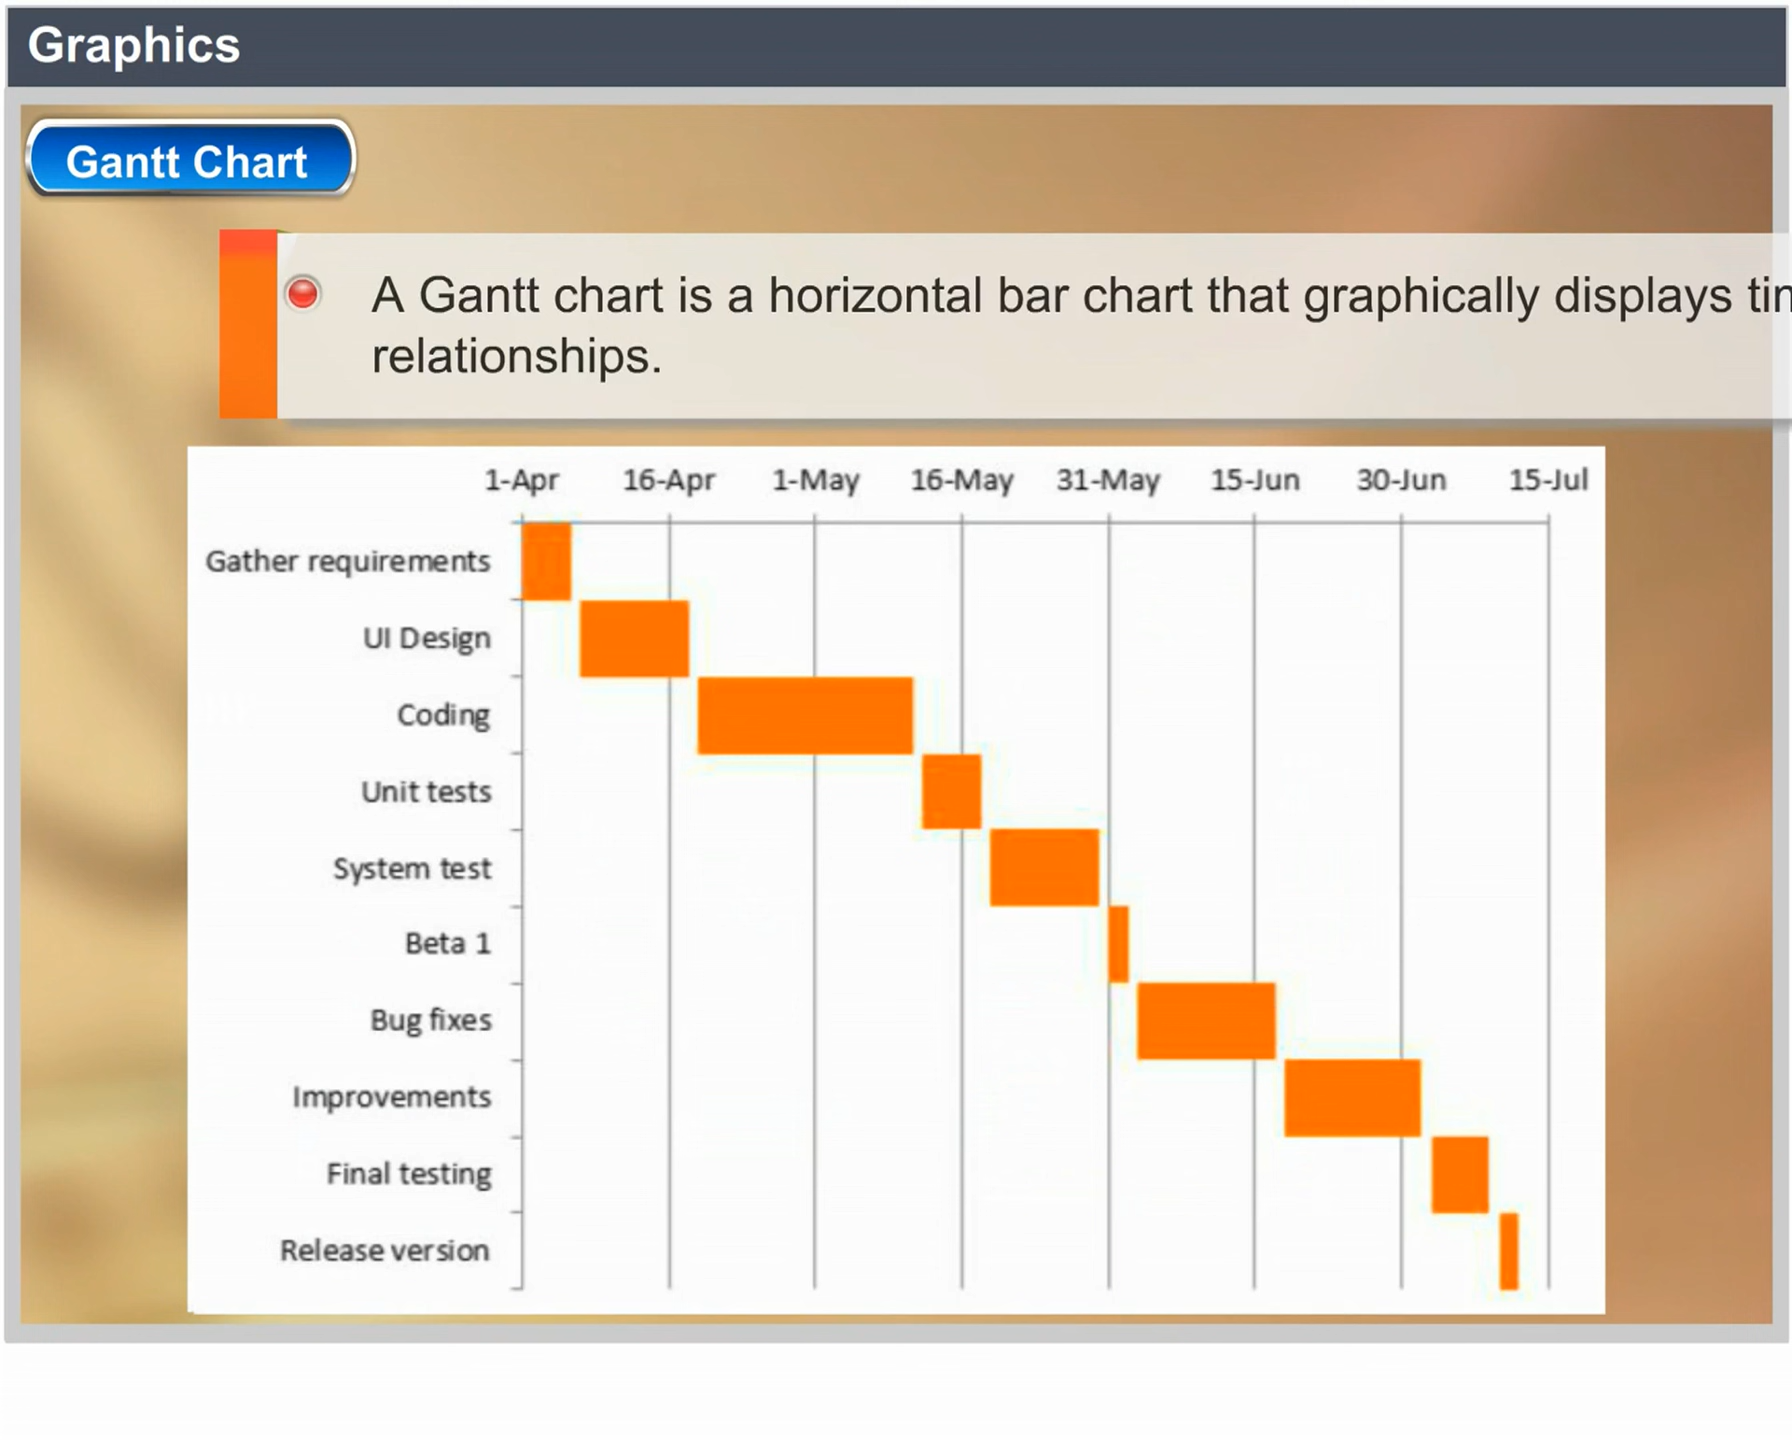 Graphics
Gantt Chart
A Gantt chart is a horizontal bar chart that graphically displays
relationships.
1-Apr 16-Apr 1-May 16-May 31-May 15-Jun 30-Jun 15-Jul
Gather requirements
UI Design
Coding
Unit tests
System test
Beta 1
Bug fixes
Improvements
Final testing
Release version